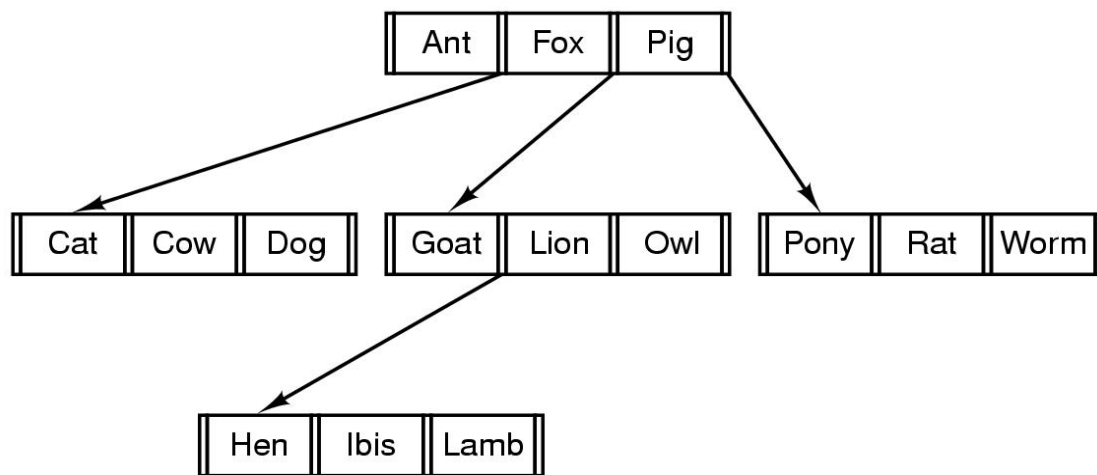 Ant Fox Pig
Cat Cow Dog Goat Lion Owl Pony Rat Worm
Hen Ibis Lamb